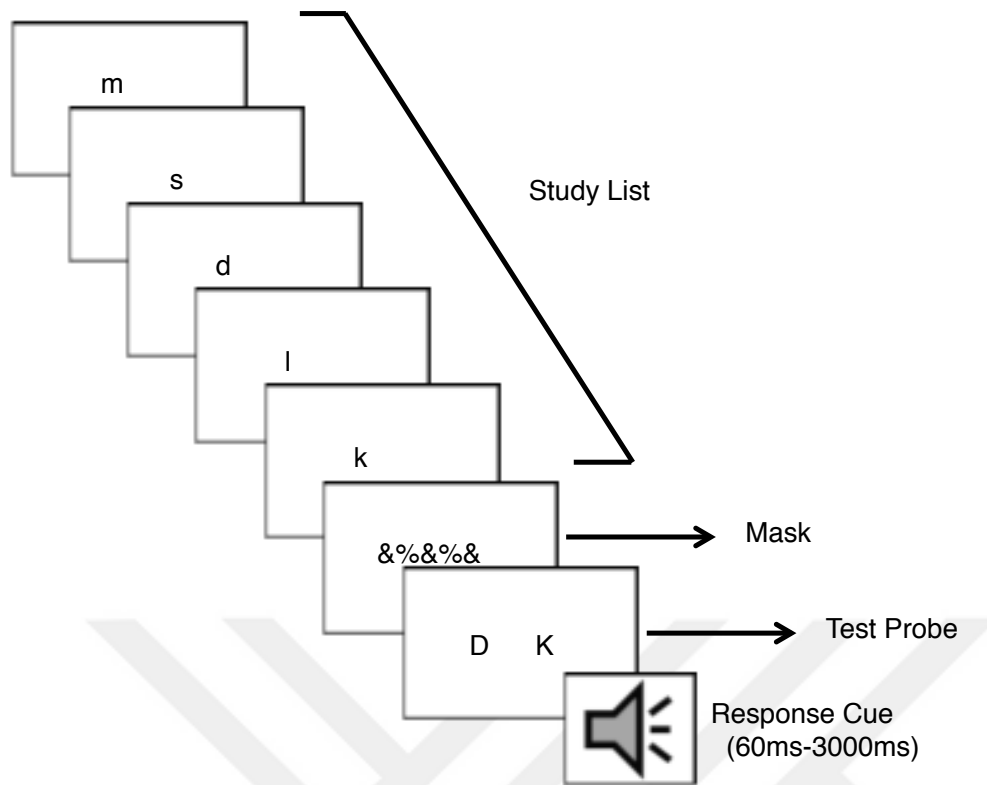 m
s
d
l
k
Study List
&%&%&
Mask
D K
Test Probe
Response Cue
(60ms-3000ms)